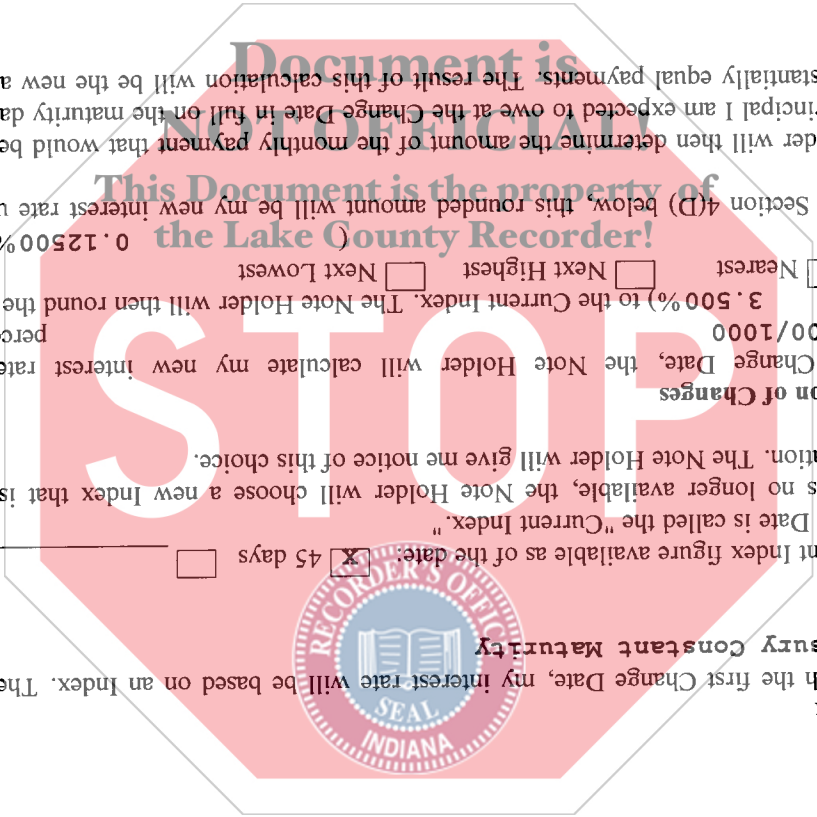 Document is
NOT OFFICIAL!
This Document is the property of
the Lake County Recorder!
STOP
RECORDER'S OFFICE
SEAL
INDIANA
h the first Change Date, my interest rate will be based on an Index. The
sury Constant Maturity
nt Index figure available as of the date: X 45 days
Date is called the "Current Index."
s no longer available, the Note Holder will choose a new Index that is
ation. The Note Holder will give me notice of this choice.
on of Changes
Change Date, the Note Holder will calculate my new interest rate
00/1000 perce
3.500 %) to the Current Index. The Note Holder will then round the
Nearest Next Highest Next Lowest
( 0.12500%
Section 4(D) below, this rounded amount will be my new interest rate u
der will then determine the amount of the monthly payment that would be
rincipal I am expected to owe at the Change Date in full on the maturity da
stantially equal payments. The result of this calculation will be the new a